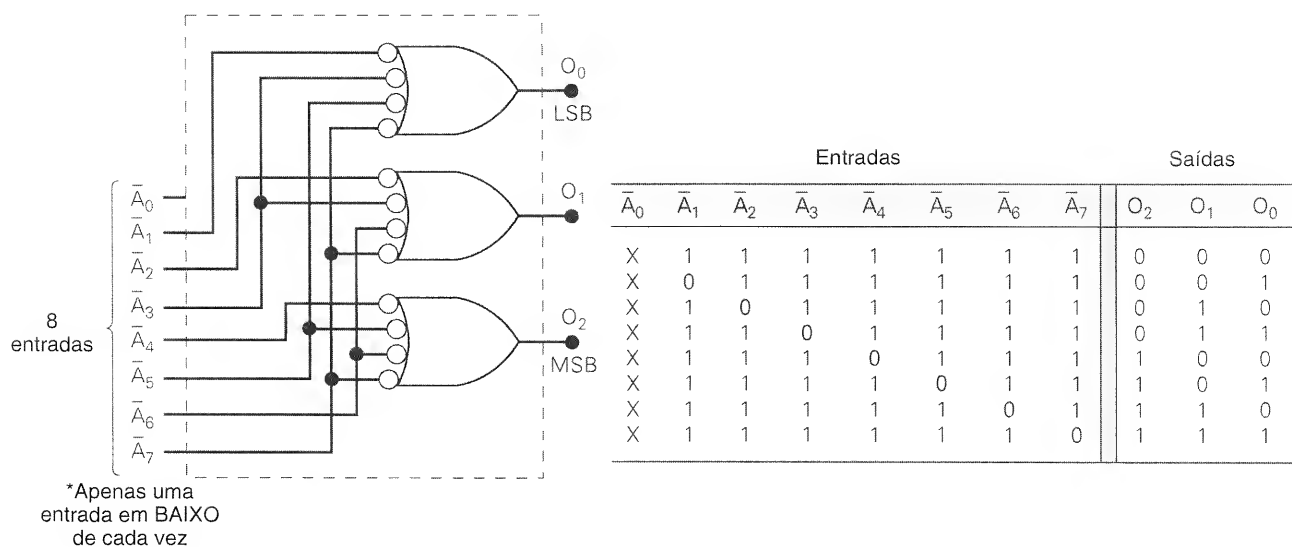 O₀
LSB
O₁
O₂
MSB
8
entradas
Ā₀
Ā₁
Ā₂
Ā₃
Ā₄
Ā₅
Ā₆
Ā₇
*Apenas uma
entrada em BAIXO
de cada vez
Entradas Saídas
Ā₀ Ā₁ Ā₂ Ā₃ Ā₄ Ā₅ Ā₆ Ā₇ O₂ O₁ O₀
X 1 1 1 1 1 1 1 0 0 0
X 0 1 1 1 1 1 1 0 0 1
X 1 0 1 1 1 1 1 0 1 0
X 1 1 0 1 1 1 1 0 1 1
X 1 1 1 0 1 1 1 1 0 0
X 1 1 1 1 0 1 1 1 0 1
X 1 1 1 1 1 0 1 1 1 0
X 1 1 1 1 1 1 0 1 1 1